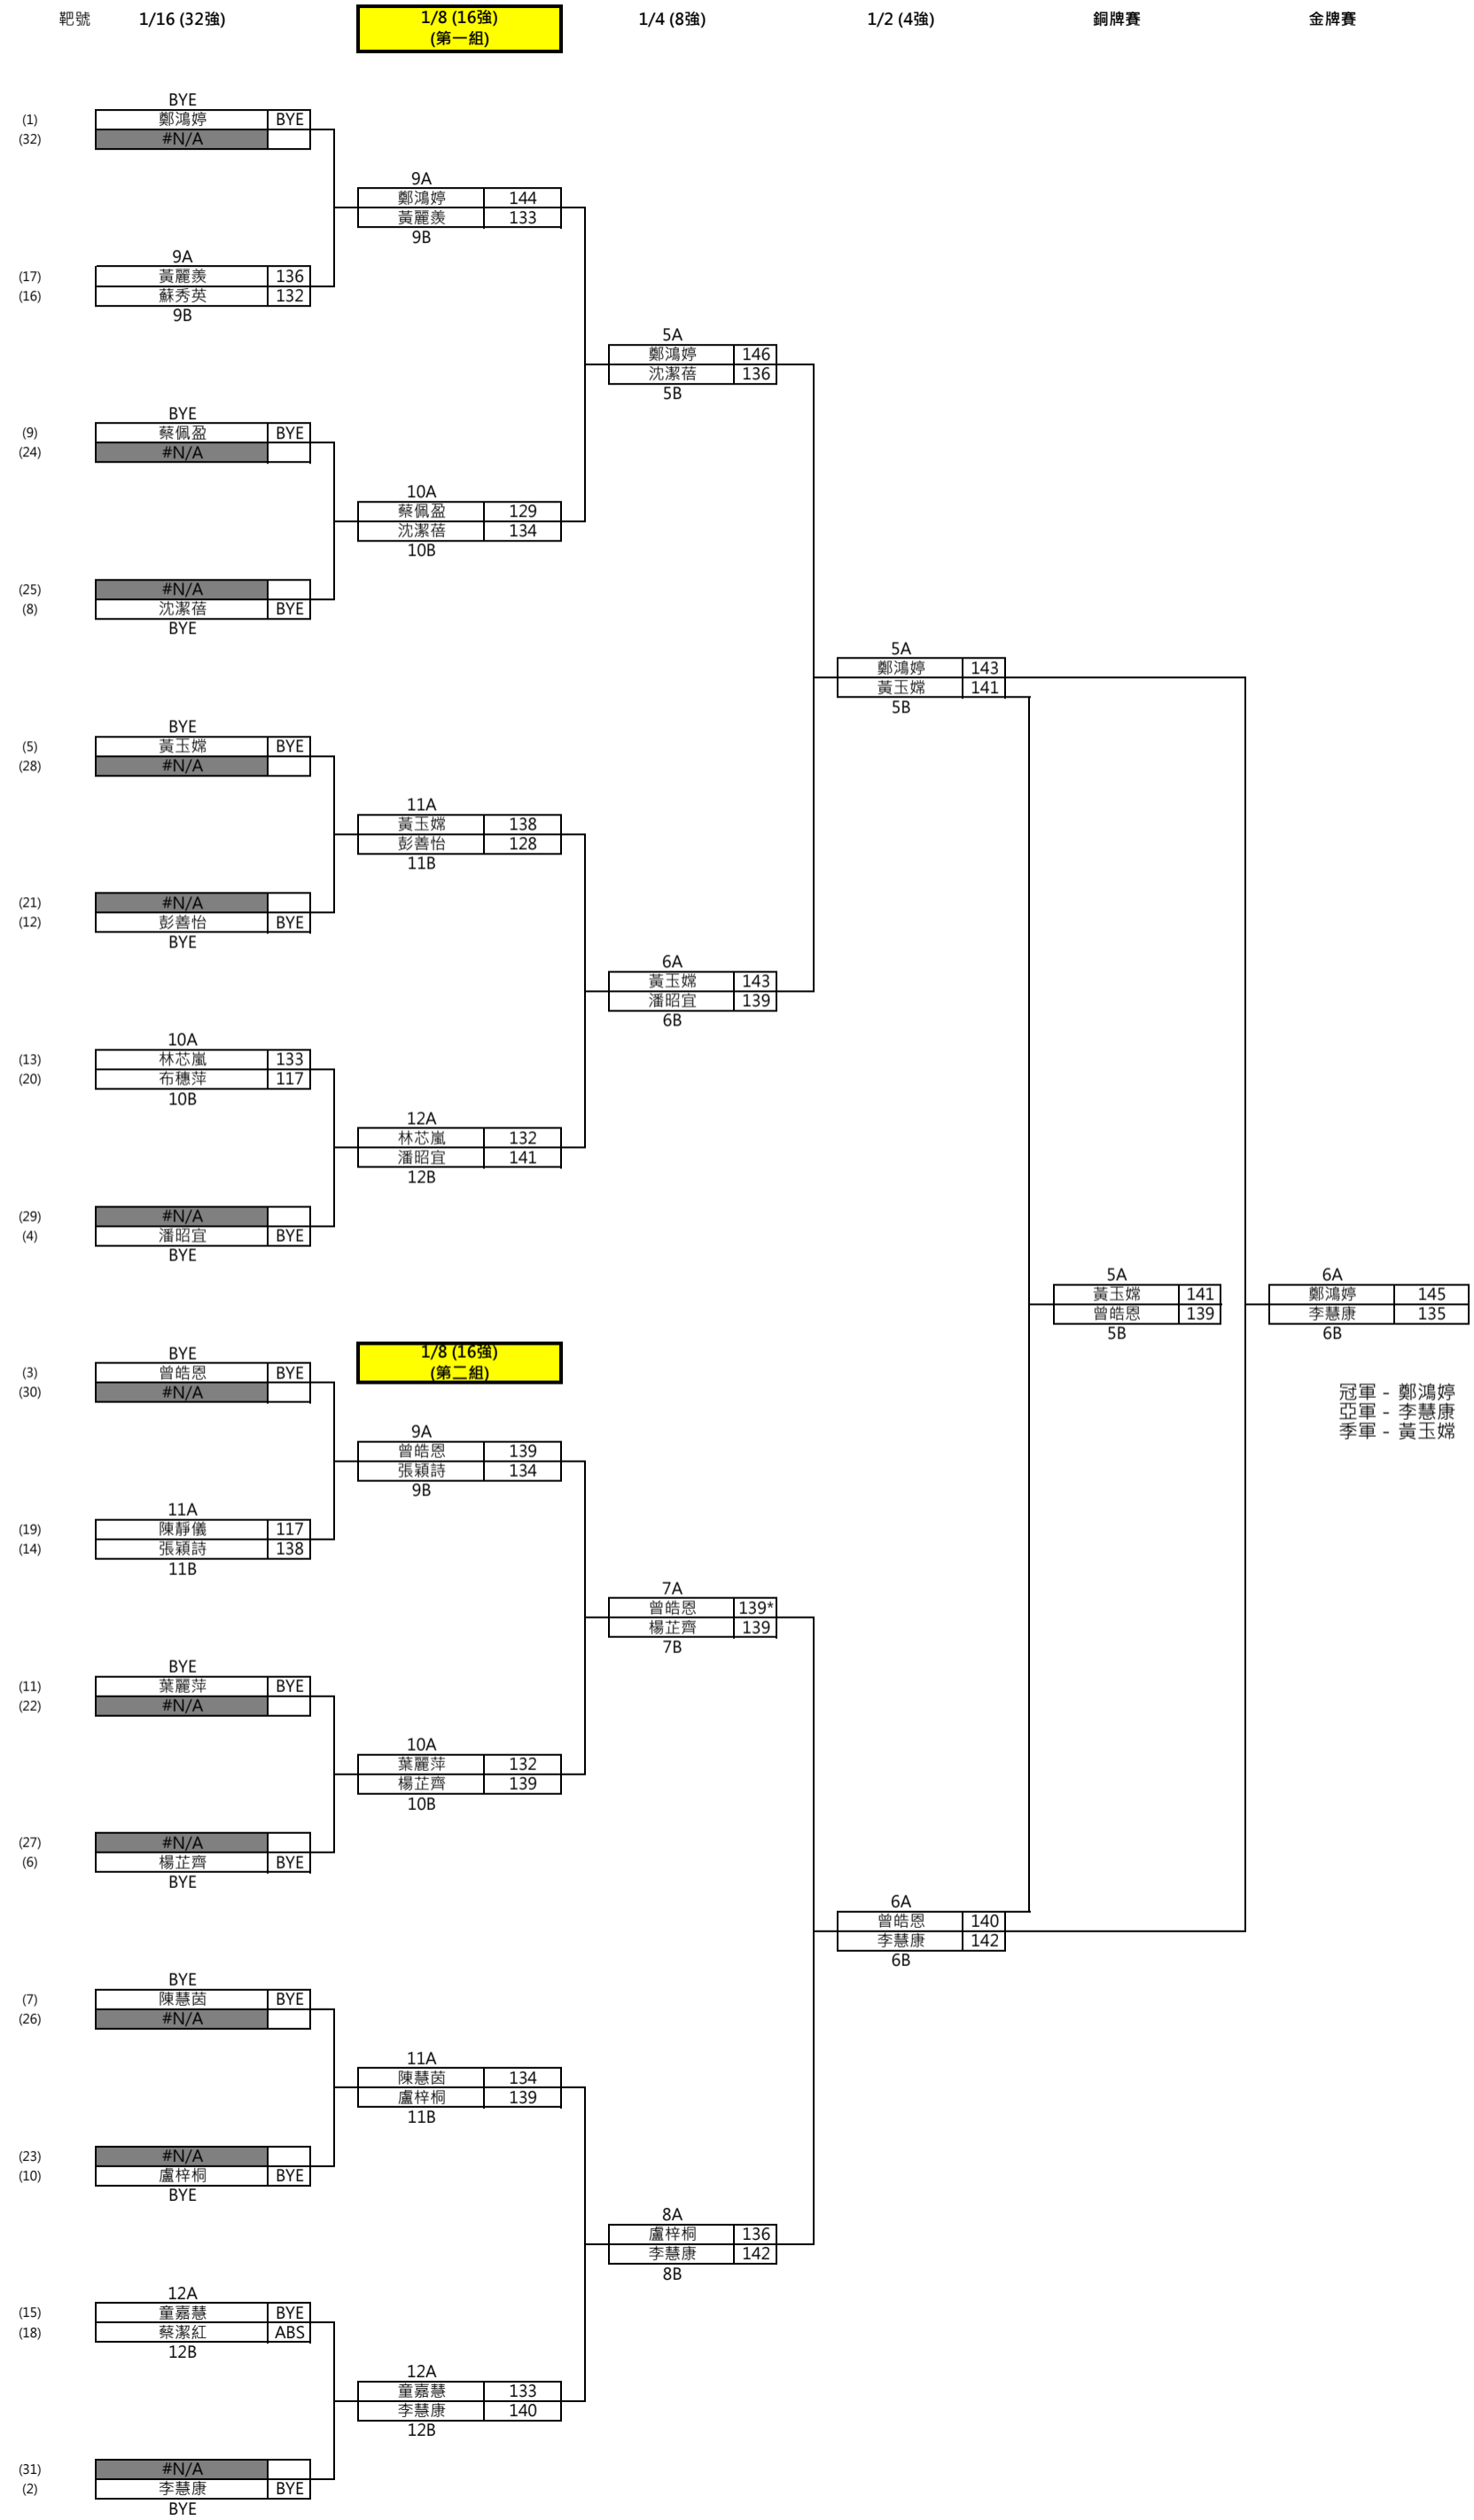 靶號 1/16 (32強) 1/8 (16強) 1/4 (8強) 1/2 (4強) 銅牌賽 金牌賽
(第一組)
BYE
(1) 鄭鴻婷 BYE
(32) #N/A
9A
鄭鴻婷 144
黃麗羨 133
9B
9A
(17) 黃麗羨 136
(16) 蘇秀英 132
9B
5A
鄭鴻婷 146
沈潔蓓 136
5B
BYE
(9) 蔡佩盈 BYE
(24) #N/A
10A
蔡佩盈 129
沈潔蓓 134
10B
(25) #N/A
(8) 沈潔蓓 BYE
BYE
5A
鄭鴻婷 143
黃玉嫦 141
5B
BYE
(5) 黃玉嫦 BYE
(28) #N/A
11A
黃玉嫦 138
彭善怡 128
11B
(21) #N/A
(12) 彭善怡 BYE
BYE
6A
黃玉嫦 143
潘昭宜 139
6B
10A
(13) 林芯嵐 133
(20) 布穗萍 117
10B
12A
林芯嵐 132
潘昭宜 141
12B
(29) #N/A
(4) 潘昭宜 BYE
BYE
5A 6A
黃玉嫦 141 鄭鴻婷 145
曾皓恩 139 李慧康 135
5B 6B
1/8 (16強)
(第二組)
BYE
(3) 曾皓恩 BYE
(30) #N/A
冠軍 - 鄭鴻婷
亞軍 - 李慧康
季軍 - 黃玉嫦
9A
曾皓恩 139
張穎詩 134
9B
11A
(19) 陳靜儀 117
(14) 張穎詩 138
11B
7A
曾皓恩 139*
楊芷齊 139
7B
BYE
(11) 葉麗萍 BYE
(22) #N/A
10A
葉麗萍 132
楊芷齊 139
10B
(27) #N/A
(6) 楊芷齊 BYE
BYE
6A
曾皓恩 140
李慧康 142
6B
BYE
(7) 陳慧茵 BYE
(26) #N/A
11A
陳慧茵 134
盧梓桐 139
11B
(23) #N/A
(10) 盧梓桐 BYE
BYE
8A
盧梓桐 136
李慧康 142
8B
12A
(15) 童嘉慧 BYE
(18) 蔡潔紅 ABS
12B
12A
童嘉慧 133
李慧康 140
12B
(31) #N/A
(2) 李慧康 BYE
BYE